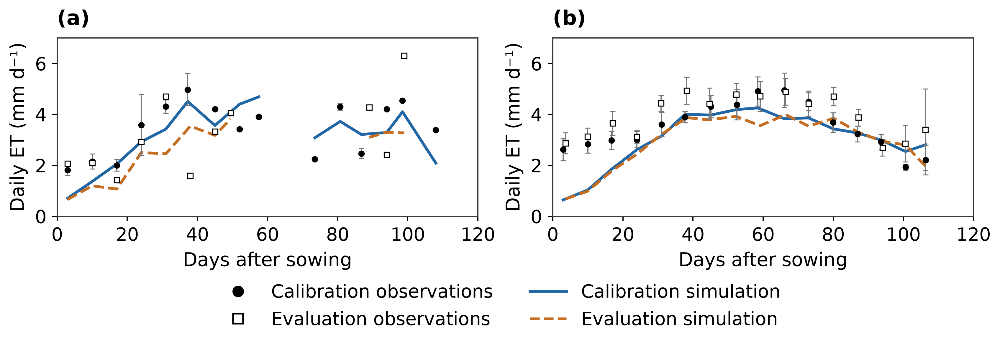 (a)
Daily ET (mm d⁻¹)
6
4
2
0
0 20 40 60 80 100 120
Days after sowing
(b)
Daily ET (mm d⁻¹)
6
4
2
0
0 20 40 60 80 100 120
Days after sowing
Calibration observations
Evaluation observations
Calibration simulation
Evaluation simulation